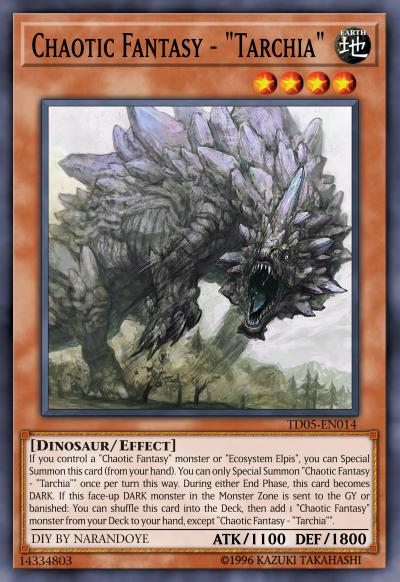 CHAOTIC FANTASY - "TARCHIA"
EARTH
地
TD05-EN014
[DINOSAUR/EFFECT]
If you control a "Chaotic Fantasy" monster or "Ecosystem Elpis", you can Special
Summon this card (from your hand). You can only Special Summon "Chaotic Fantasy
- "Tarchia"" once per turn this way. During either End Phase, this card becomes
DARK. If this face-up DARK monster in the Monster Zone is sent to the GY or
banished: You can shuffle this card into the Deck, then add 1 "Chaotic Fantasy"
monster from your Deck to your hand, except "Chaotic Fantasy - "Tarchia"".
DIY BY NARANDOYE ATK/1100 DEF/1800
14334803 ©1996 KAZUKI TAKAHASHI